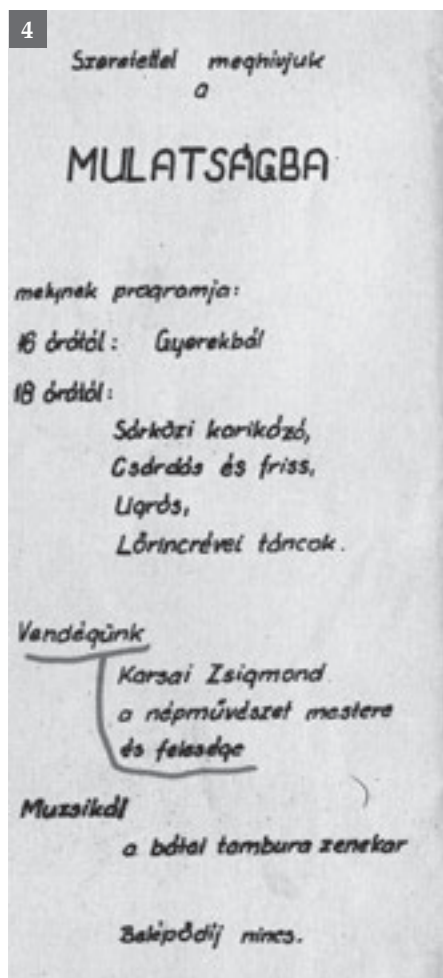 4
Szeretettel meghívjuk
a
MULATSÁGBA
melynek programja:
16 órától: Gyerekbál
18 órától:
Sárközi karikázó,
Csárdás és friss,
Ugrós,
Lőrincrévei táncok.
Vendégünk
Karsai Zsigmond
a népművészet mestere
és felesége
Muzsikál
a bátai tambura zenekar
Belépődíj nincs.